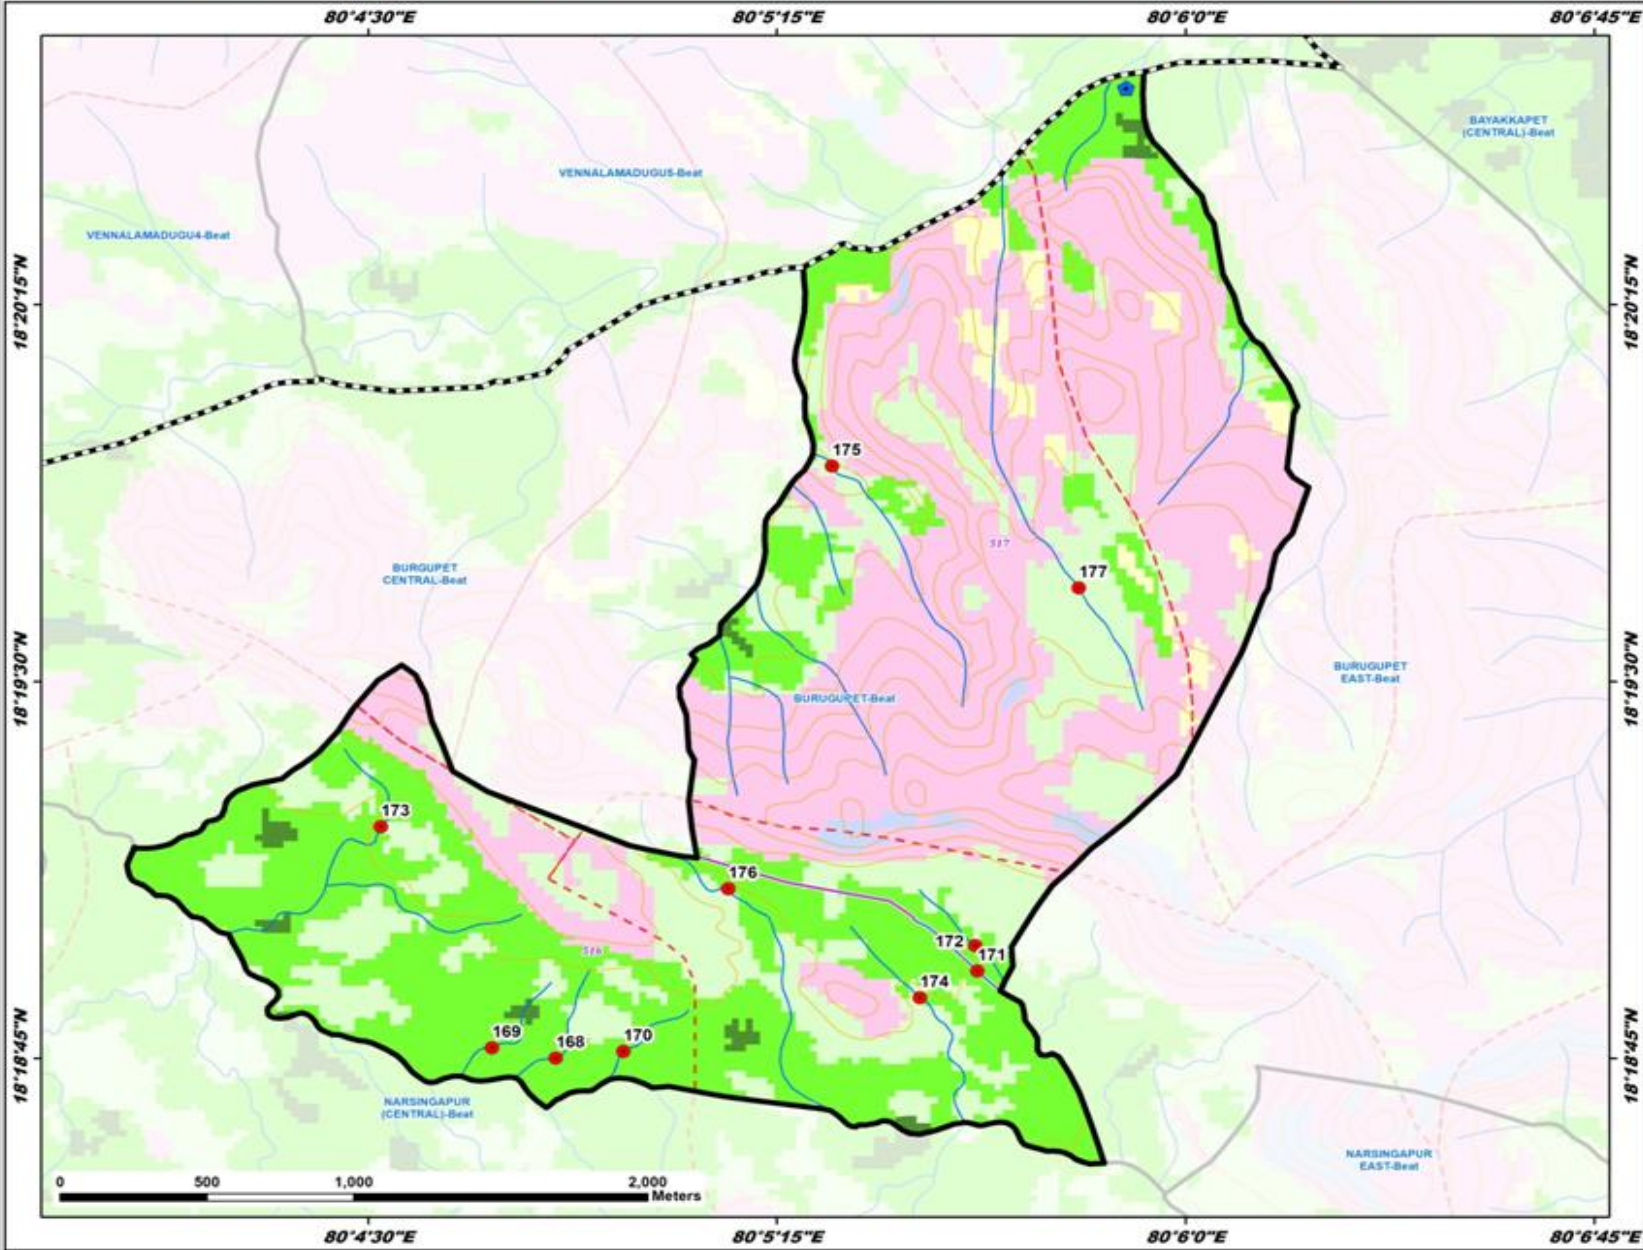 80°4'30"E
80°5'15"E
80°6'0"E
80°6'45"E
BAYAKKAPET
(CENTRAL)-Beat
VENNALAMADUGU5-Beat
VENNALAMADUGU4-Beat
18°20'15"N
18°20'15"N
175
517
BURGUPET
CENTRAL-Beat
177
18°19'30"N
18°19'30"N
BURUGUPET
EAST-Beat
BURUGUPET-Beat
173
176
172
171
516
174
169
168
170
18°18'45"N
18°18'45"N
NARSINGAPUR
(CENTRAL)-Beat
NARSINGAPUR
EAST-Beat
0
500
1,000
2,000
Meters
80°4'30"E
80°5'15"E
80°6'0"E
80°6'45"E